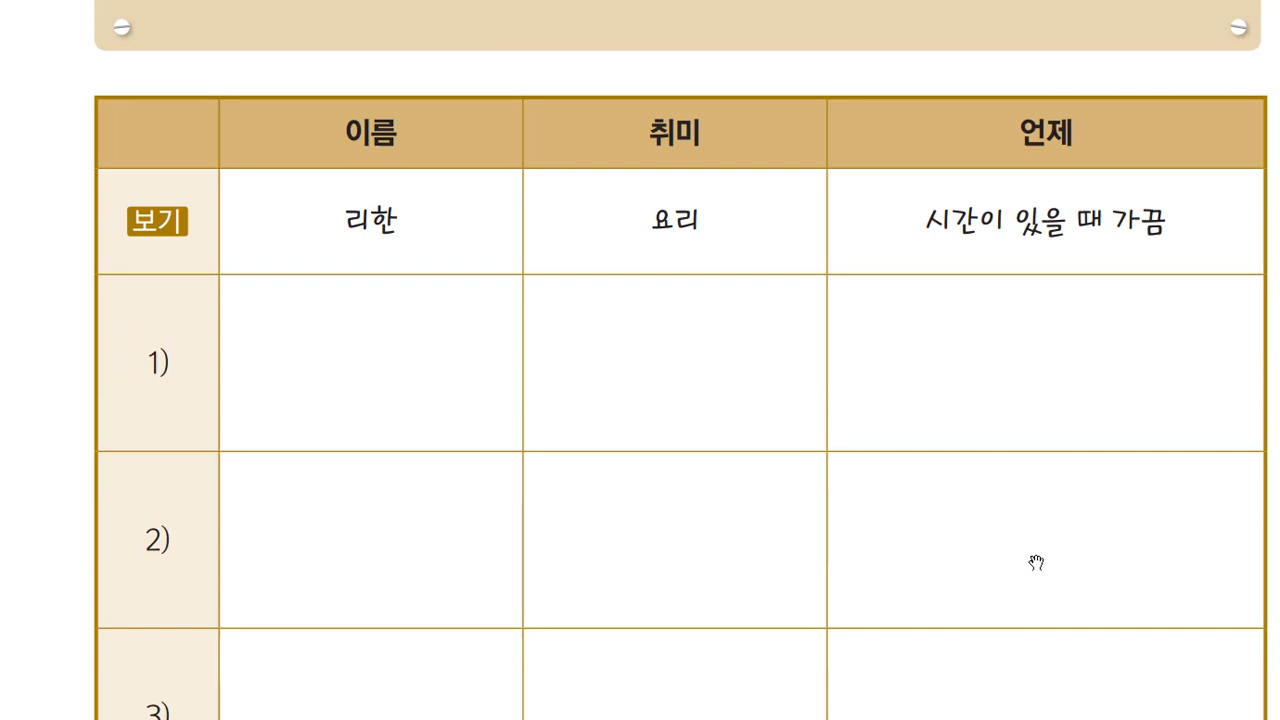 이름 취미 언제
보기 리한 요리 시간이 있을 때 가끔
1)
2)
3)